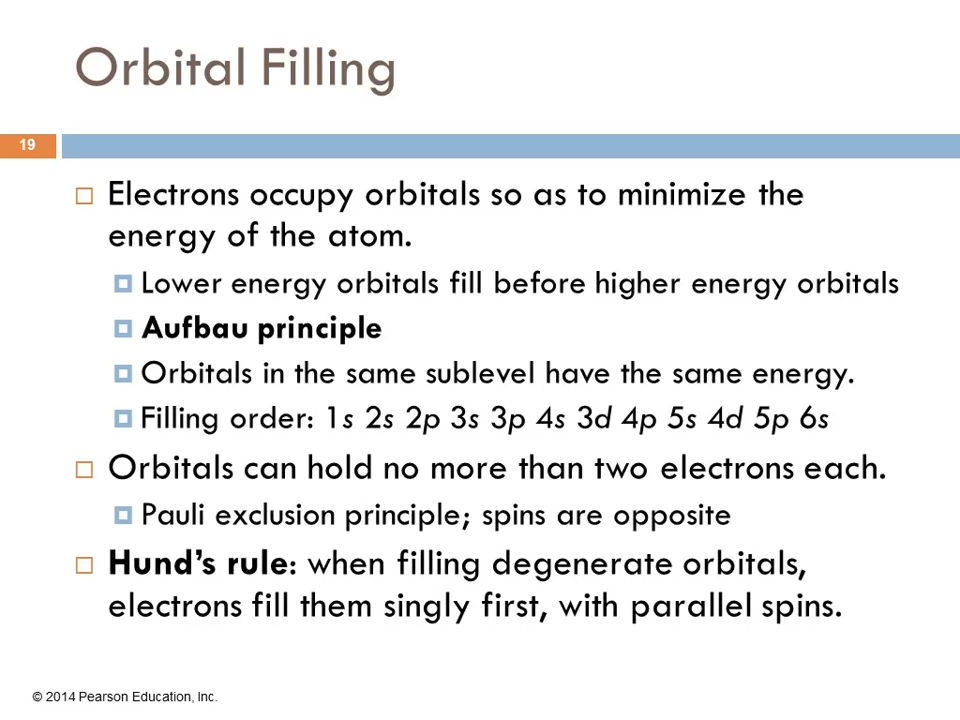 Orbital Filling
19
Electrons occupy orbitals so as to minimize the
energy of the atom.
Lower energy orbitals fill before higher energy orbitals
Aufbau principle
Orbitals in the same sublevel have the same energy.
Filling order: 1s 2s 2p 3s 3p 4s 3d 4p 5s 4d 5p 6s
Orbitals can hold no more than two electrons each.
Pauli exclusion principle; spins are opposite
Hund’s rule: when filling degenerate orbitals,
electrons fill them singly first, with parallel spins.
© 2014 Pearson Education, Inc.